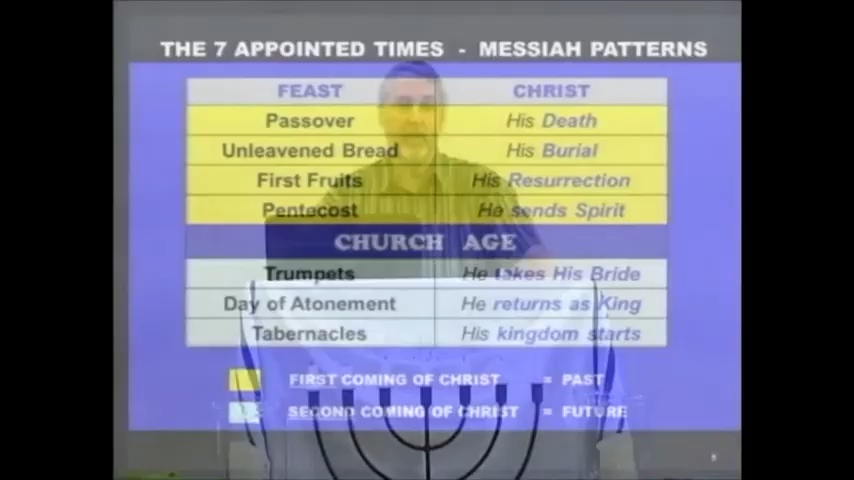 THE 7 APPOINTED TIMES - MESSIAH PATTERNS
FEAST CHRIST
Passover His Death
Unleavened Bread His Burial
First Fruits His Resurrection
Pentecost He sends Spirit
CHURCH AGE
Trumpets He takes His Bride
Day of Atonement He returns as King
Tabernacles His kingdom starts
FIRST COMING OF CHRIST = PAST
SECOND COMING OF CHRIST = FUTURE